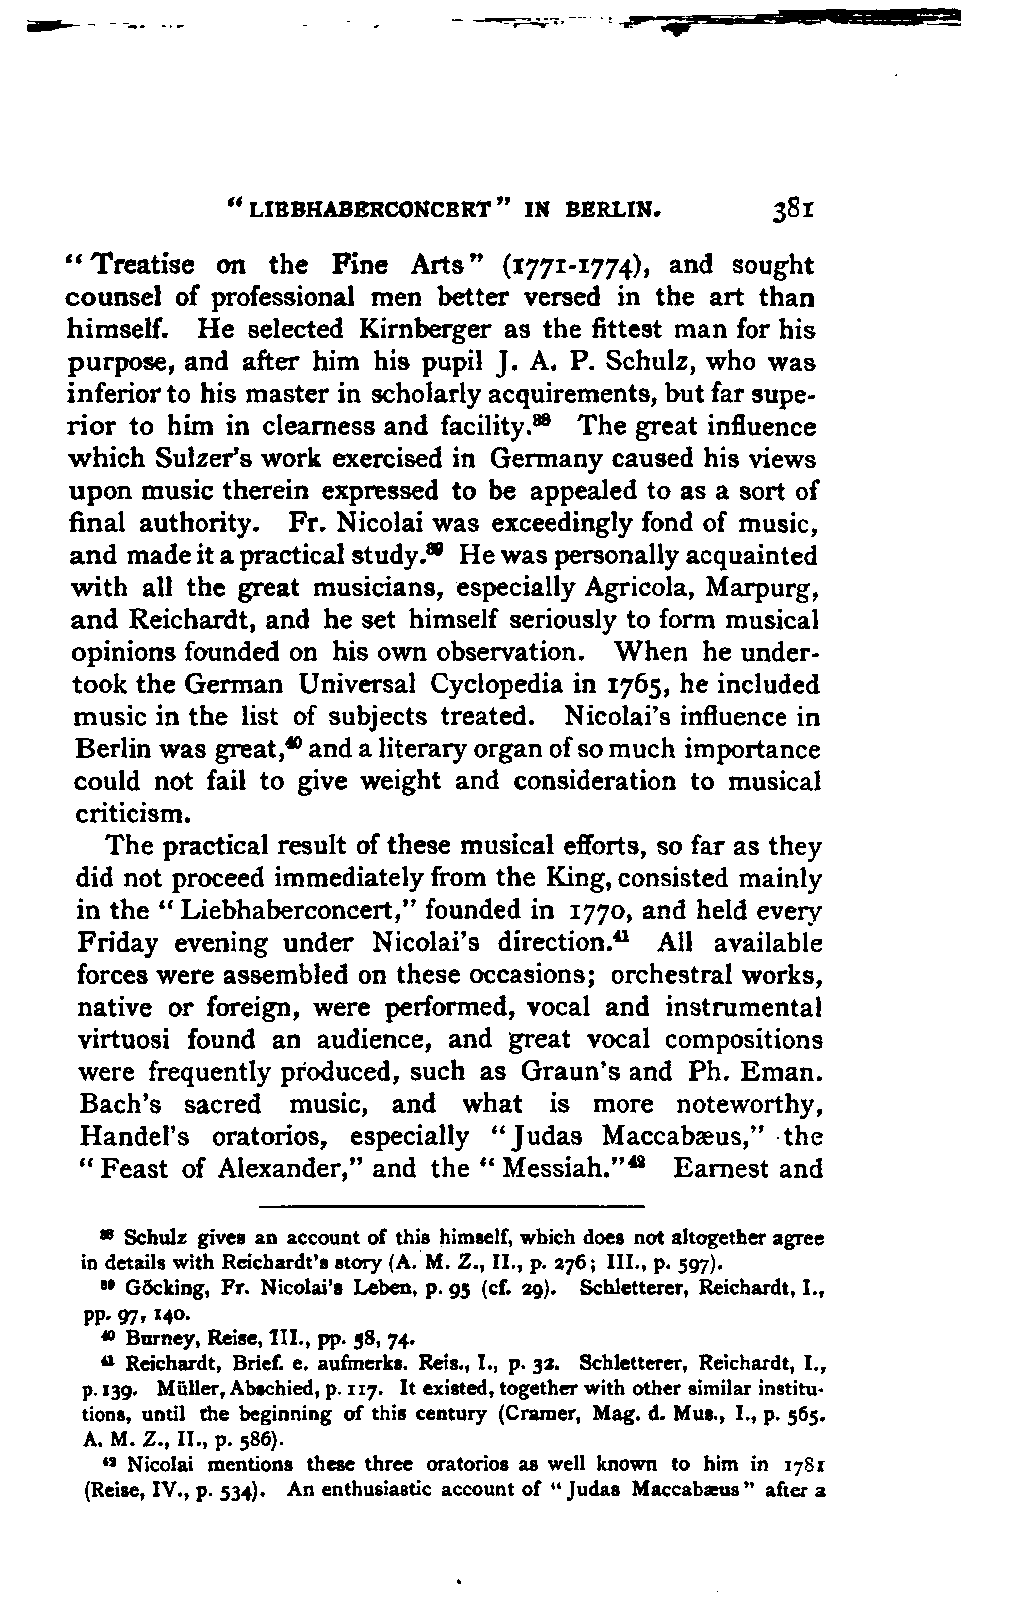 “LIEBHABERCONCERT” IN BERLIN. 381
“Treatise on the Fine Arts” (1771-1774), and sought
counsel of professional men better versed in the art than
himself. He selected Kirnberger as the fittest man for his
purpose, and after him his pupil J. A. P. Schulz, who was
inferior to his master in scholarly acquirements, but far supe-
rior to him in clearness and facility.³⁸ The great influence
which Sulzer’s work exercised in Germany caused his views
upon music therein expressed to be appealed to as a sort of
final authority. Fr. Nicolai was exceedingly fond of music,
and made it a practical study.³⁹ He was personally acquainted
with all the great musicians, especially Agricola, Marpurg,
and Reichardt, and he set himself seriously to form musical
opinions founded on his own observation. When he under-
took the German Universal Cyclopedia in 1765, he included
music in the list of subjects treated. Nicolai’s influence in
Berlin was great,⁴⁰ and a literary organ of so much importance
could not fail to give weight and consideration to musical
criticism.
The practical result of these musical efforts, so far as they
did not proceed immediately from the King, consisted mainly
in the “Liebhaberconcert,” founded in 1770, and held every
Friday evening under Nicolai’s direction.⁴¹ All available
forces were assembled on these occasions; orchestral works,
native or foreign, were performed, vocal and instrumental
virtuosi found an audience, and great vocal compositions
were frequently produced, such as Graun’s and Ph. Eman.
Bach’s sacred music, and what is more noteworthy,
Handel’s oratorios, especially “Judas Maccabæus,” the
“Feast of Alexander,” and the “Messiah.”⁴² Earnest and
³⁸ Schulz gives an account of this himself, which does not altogether agree
in details with Reichardt’s story (A. M. Z., II., p. 276; III., p. 597).
³⁹ Göcking, Fr. Nicolai’s Leben, p. 95 (cf. 29). Schletterer, Reichardt, I.,
pp. 97, 140.
⁴⁰ Burney, Reise, III., pp. 58, 74.
⁴¹ Reichardt, Brief. e. aufmerks. Reis., I., p. 32. Schletterer, Reichardt, I.,
p. 139. Müller, Abschied, p. 117. It existed, together with other similar institu-
tions, until the beginning of this century (Cramer, Mag. d. Mus., I., p. 565.
A. M. Z., II., p. 586).
⁴² Nicolai mentions these three oratorios as well known to him in 1781
(Reise, IV., p. 534). An enthusiastic account of “Judas Maccabæus” after a